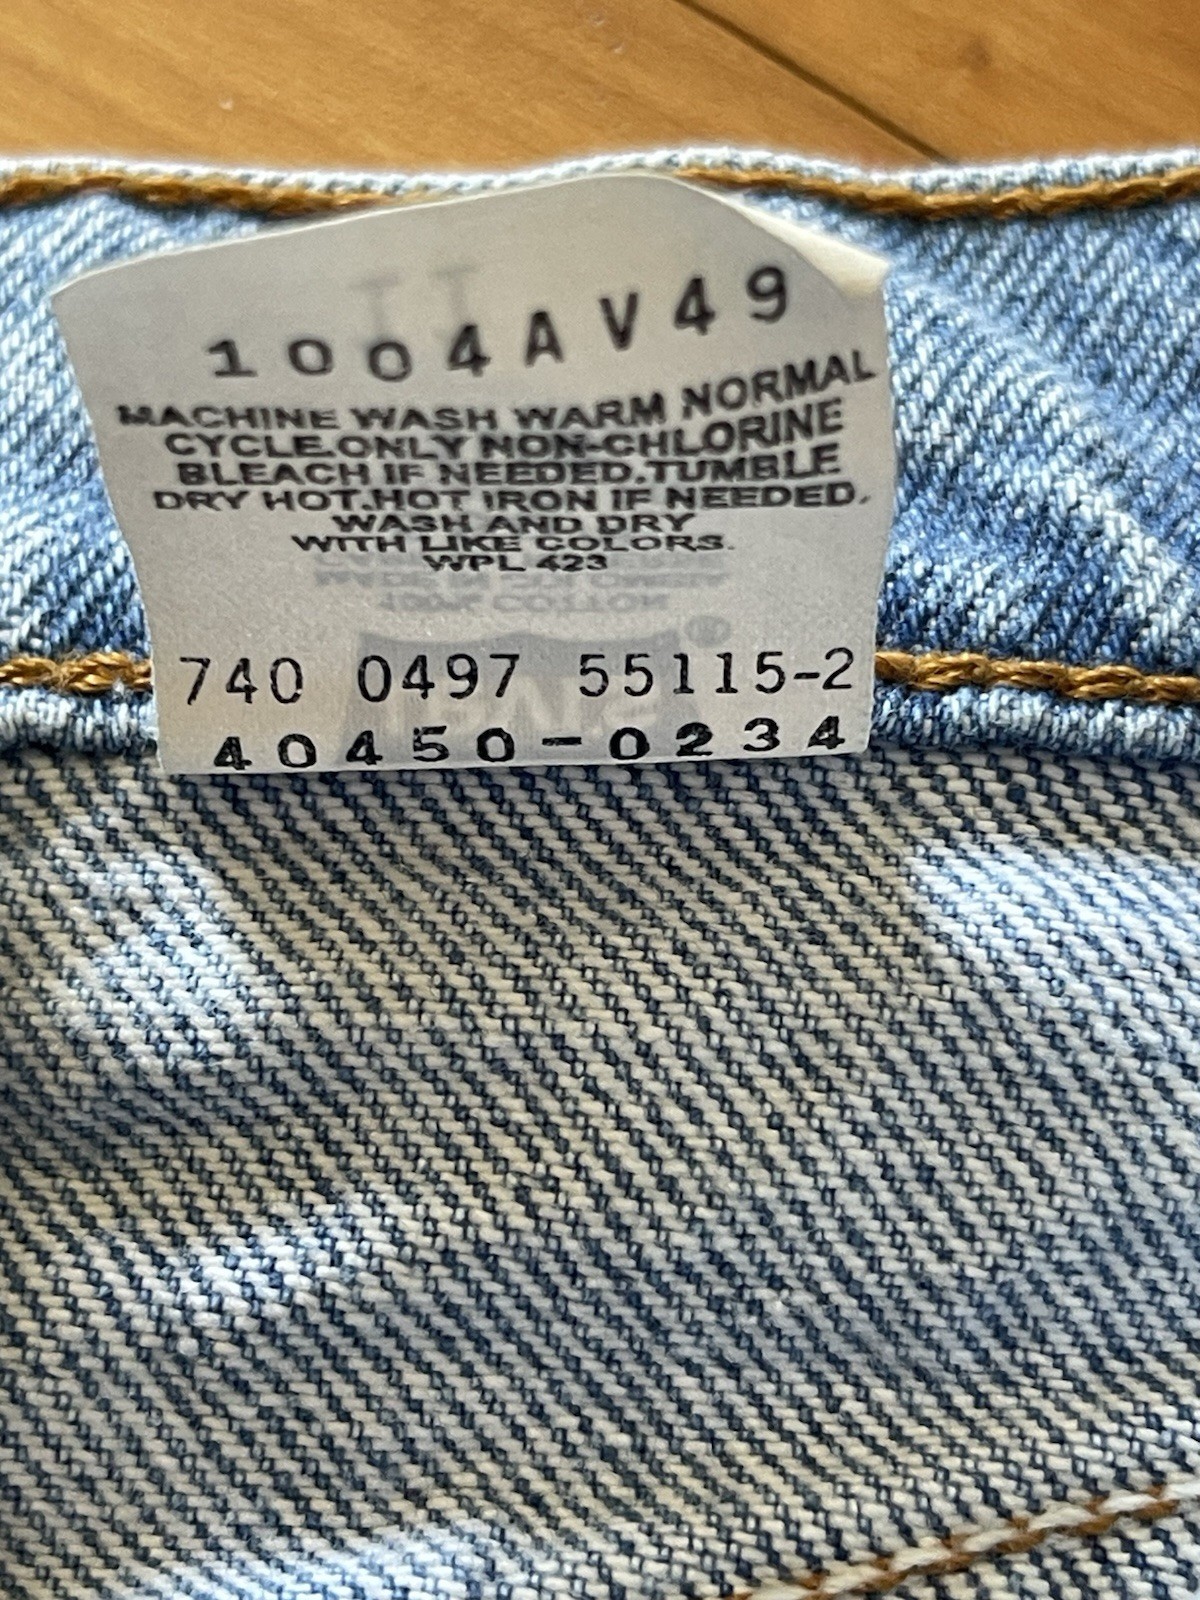 1004AV49
MACHINE WASH WARM NORMAL
CYCLE.ONLY NON-CHLORINE
BLEACH IF NEEDED.TUMBLE
DRY HOT.HOT IRON IF NEEDED.
WASH AND DRY
WITH LIKE COLORS.
WPL 423
740 0497 55115-2
40450-0234